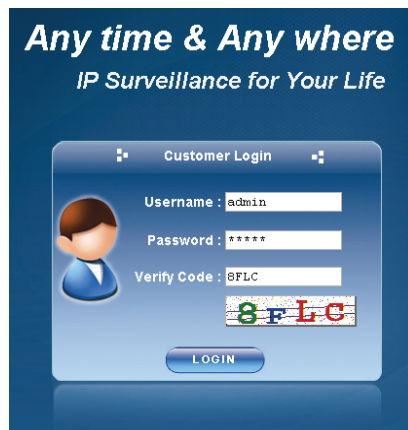 Any time & Any where
IP Surveillance for Your Life
Customer Login
Username : admin
Password : *****
Verify Code : 8FLC
8FLC
LOGIN